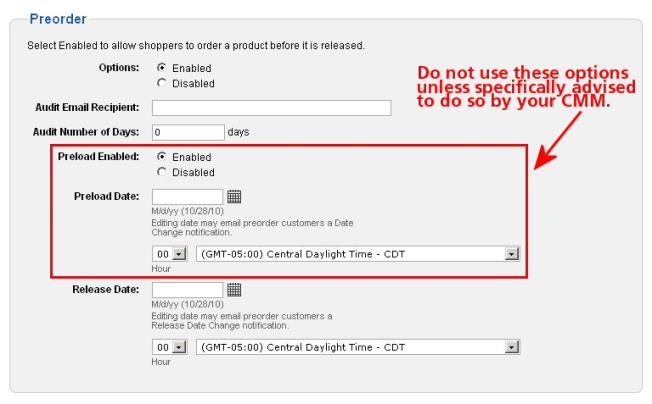 Preorder
Select Enabled to allow shoppers to order a product before it is released.
Options: Enabled
Disabled
Do not use these options
unless specifically advised
to do so by your CMM.
Audit Email Recipient:
Audit Number of Days: 0 days
Preload Enabled: Enabled
Disabled
Preload Date:
M/d/yy (10/28/10)
Editing date may email preorder customers a Date
Change notification.
00 (GMT-05:00) Central Daylight Time - CDT
Hour
Release Date:
M/d/yy (10/28/10)
Editing date may email preorder customers a
Release Date Change notification.
00 (GMT-05:00) Central Daylight Time - CDT
Hour